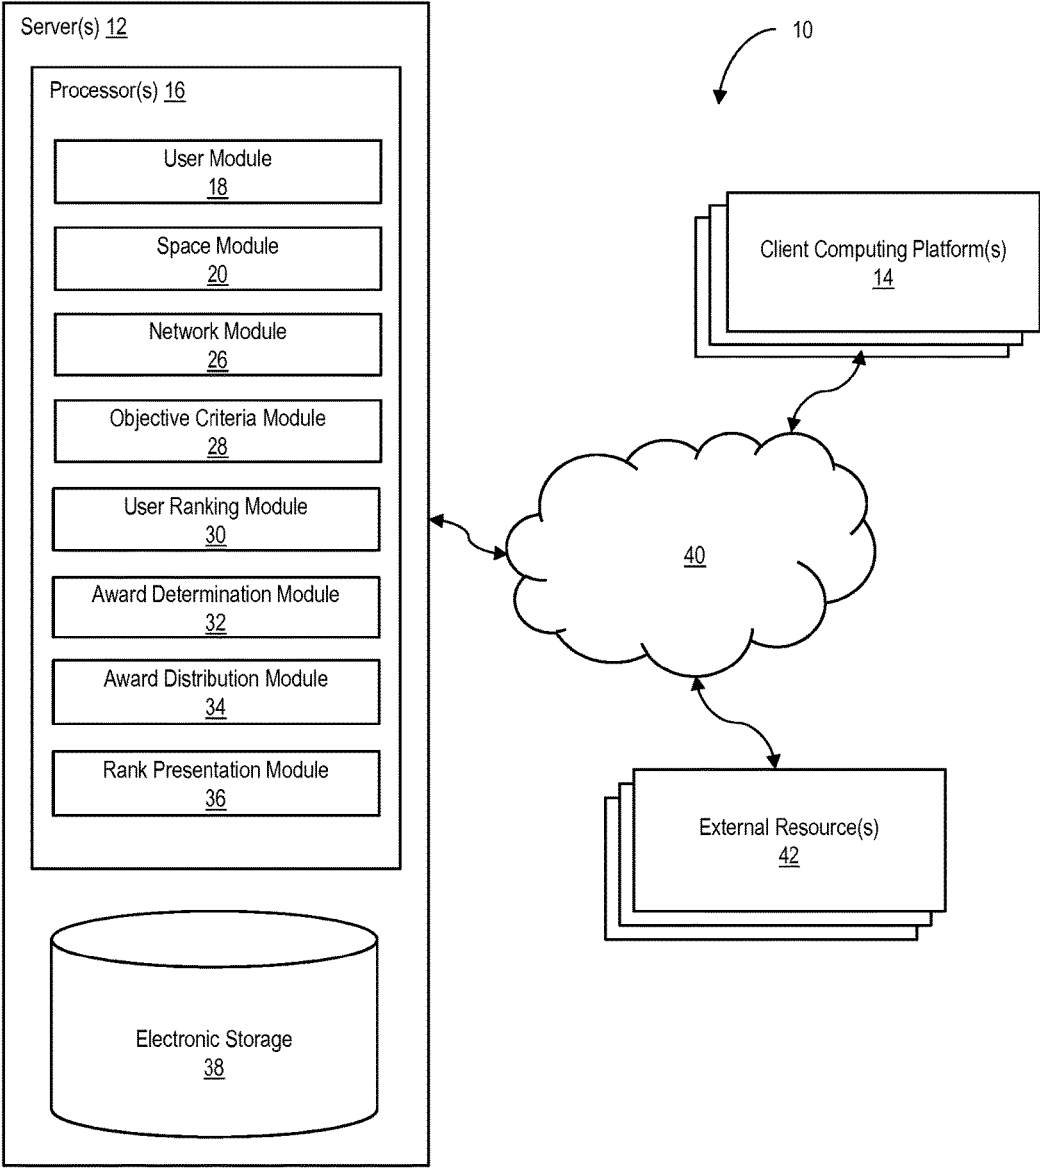 Server(s) 12
Processor(s) 16
User Module
18
Space Module
20
Network Module
26
Objective Criteria Module
28
User Ranking Module
30
Award Determination Module
32
Award Distribution Module
34
Rank Presentation Module
36
Electronic Storage
38
10
Client Computing Platform(s)
14
40
External Resource(s)
42